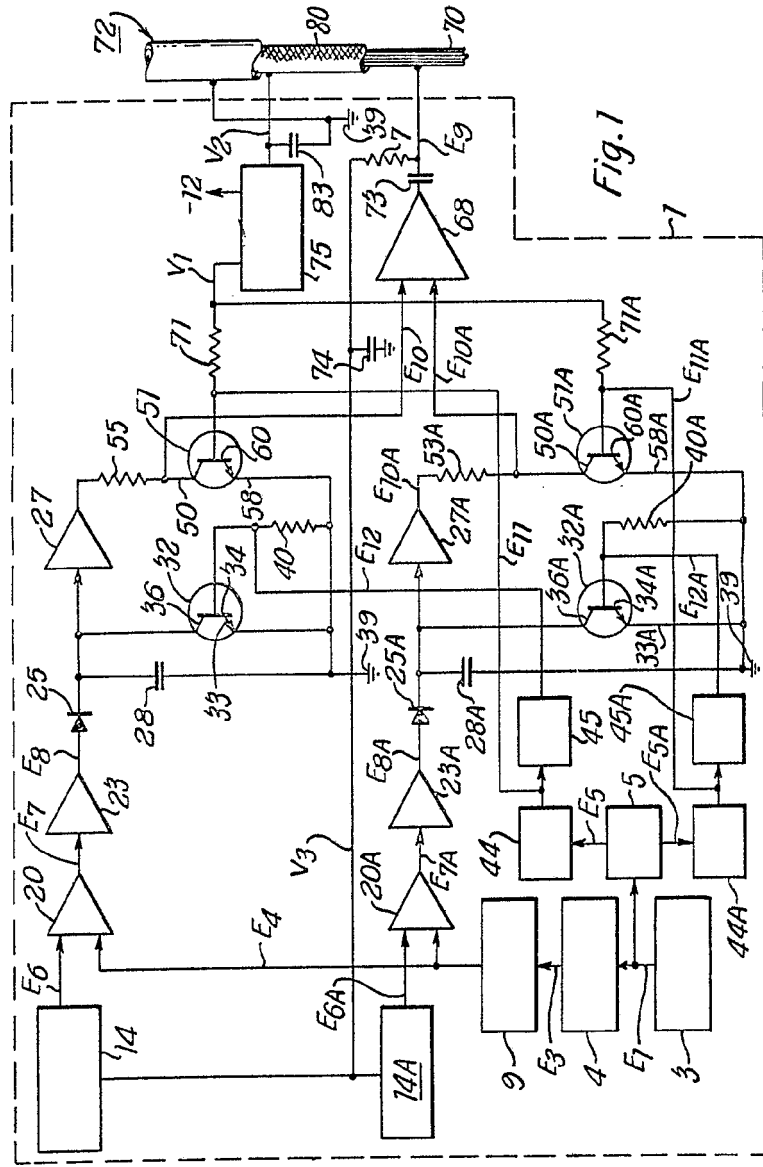 72
80
70
V2
39
7
83
-12
75
V1
73
E9
68
Fig. 1
1
71
74
E10
E10A
71A
55
51
50
60
58
27
53A
E10A
27A
51A
50A
60A
58A
E11A
40A
E11
40
E12
32
36
34
33
32A
36A
34A
33A
E12A
39
39
25
28
25A
28A
45
45A
E8
23
E7
20
E8A
23A
E7A
20A
V3
44
E5
5
E5A
44A
E6
14
E4
E6A
14A
9
E3
4
E1
3